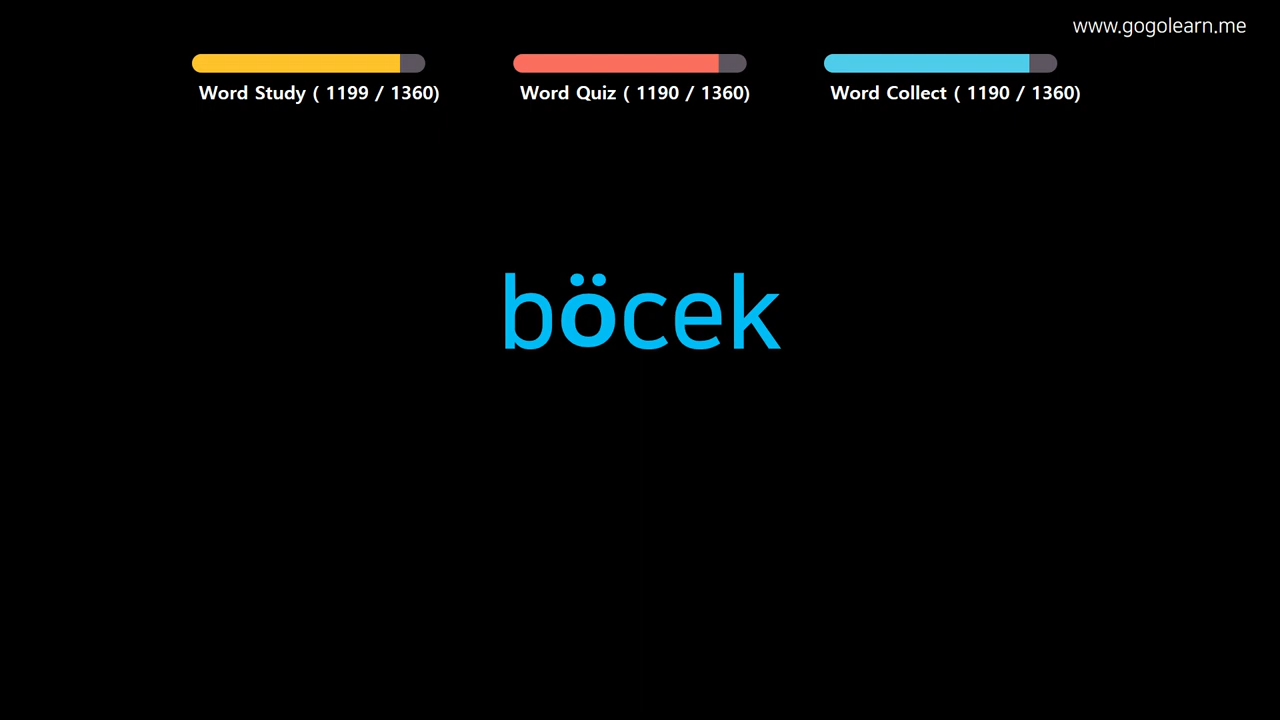 www.gogolearn.me
Word Study ( 1199 / 1360)
Word Quiz ( 1190 / 1360)
Word Collect ( 1190 / 1360)
böcek